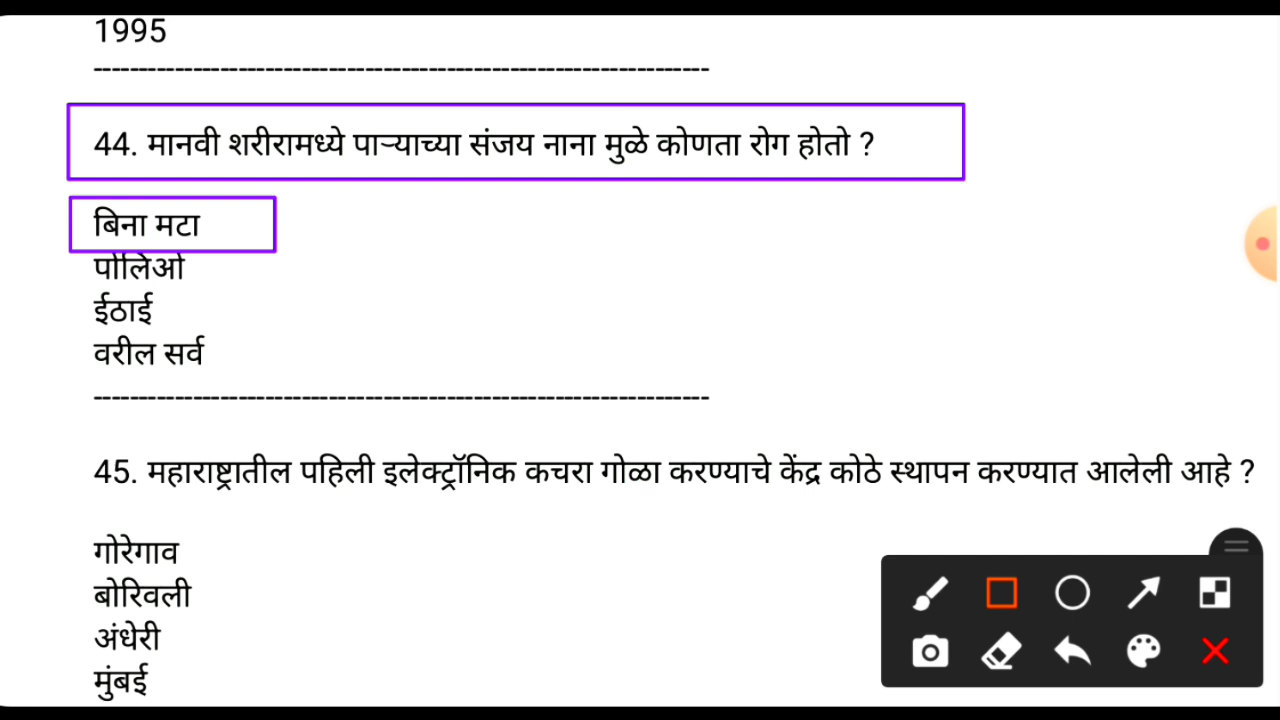 1995
--------------------------------------------------------------------
44. मानवी शरीरामध्ये पाऱ्याच्या संजय नाना मुळे कोणता रोग होतो ?
बिना मटा
पोलिओ
ईठाई
वरील सर्व
--------------------------------------------------------------------
45. महाराष्ट्रातील पहिली इलेक्ट्रॉनिक कचरा गोळा करण्याचे केंद्र कोठे स्थापन करण्यात आलेली आहे ?
गोरेगाव
बोरिवली
अंधेरी
मुंबई